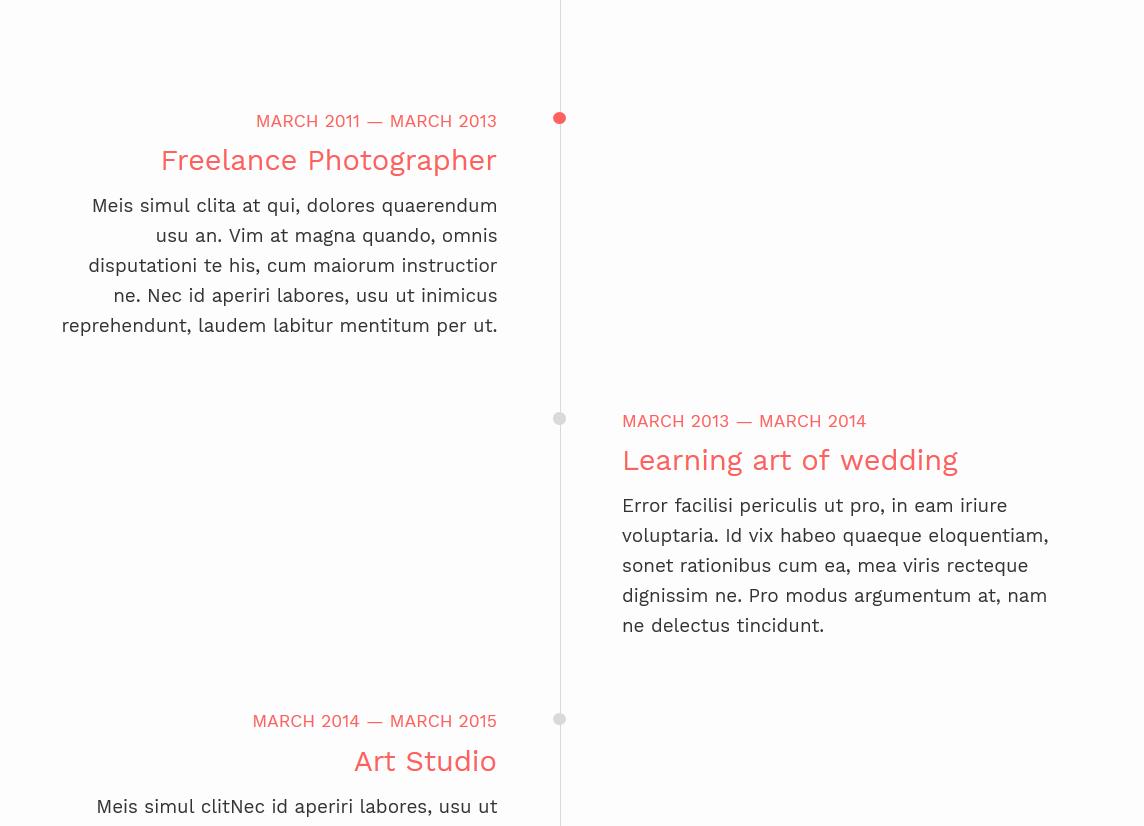 MARCH 2011 — MARCH 2013
Freelance Photographer
Meis simul clita at qui, dolores quaerendum
usu an. Vim at magna quando, omnis
disputationi te his, cum maiorum instructior
ne. Nec id aperiri labores, usu ut inimicus
reprehendunt, laudem labitur mentitum per ut.
MARCH 2013 — MARCH 2014
Learning art of wedding
Error facilisi periculis ut pro, in eam iriure
voluptaria. Id vix habeo quaeque eloquentiam,
sonet rationibus cum ea, mea viris recteque
dignissim ne. Pro modus argumentum at, nam
ne delectus tincidunt.
MARCH 2014 — MARCH 2015
Art Studio
Meis simul clitNec id aperiri labores, usu ut